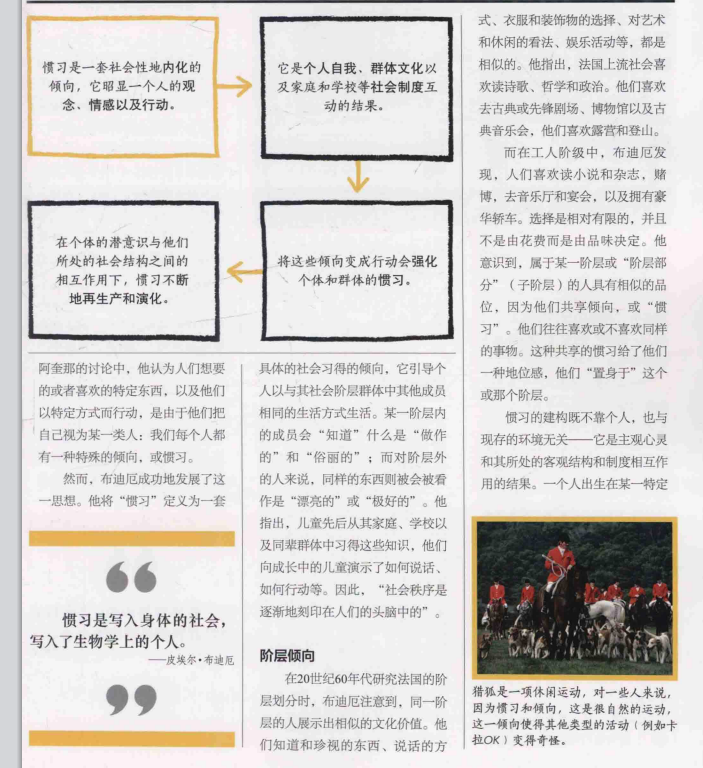 惯习是一套社会性地内化的
倾向，它昭显一个人的观
念、情感以及行动。
它是个人自我、群体文化以
及家庭和学校等社会制度互
动的结果。
将这些倾向变成行动会强化
个体和群体的惯习。
在个体的潜意识与他们
所处的社会结构之间的
相互作用下，惯习不断
地再生产和演化。
阿奎那的讨论中，他认为人们想要
的或者喜欢的特定东西，以及他们
以特定方式而行动，是由于他们把
自己视为某一类人：我们每个人都
有一种特殊的倾向，或惯习。
然而，布迪厄成功地发展了这
一思想。他将“惯习”定义为一套
“
惯习是写入身体的社会，
写入了生物学上的个人。
——皮埃尔·布迪厄
”
具体的社会习得的倾向，它引导个
人以与其社会阶层群体中其他成员
相同的生活方式生活。某一阶层内
的成员会“知道”什么是“做作
的”和“俗丽的”；而对阶层外
的人来说，同样的东西则会被看
作是“漂亮的”或“极好的”。他
指出，儿童先后从其家庭、学校以
及同辈群体中习得这些知识，他们
向成长中的儿童演示了如何说话、
如何行动等。因此，“社会秩序是
逐渐地刻印在人们的头脑中的”。
阶层倾向
在20世纪60年代研究法国的阶
层划分时，布迪厄注意到，同一阶
层的人展示出相似的文化价值。他
们知道和珍视的东西、说话的方
式、衣服和装饰物的选择、对艺术
和休闲的看法、娱乐活动等，都是
相似的。他指出，法国上流社会喜
欢读诗歌、哲学和政治。他们喜欢
去古典或先锋剧场、博物馆以及古
典音乐会，他们喜欢露营和登山。
而在工人阶级中，布迪厄发
现，人们喜欢读小说和杂志，赌
博，去音乐厅和宴会，以及拥有豪
华轿车。选择是相对有限的，并且
不是由花费而是由品味决定。他
意识到，属于某一阶层或“阶层部
分”（子阶层）的人具有相似的品
位，因为他们共享倾向，或“惯
习”。他们往往喜欢或不喜欢同样
的事物。这种共享的惯习给了他们
一种地位感，他们“置身于”这个
或那个阶层。
惯习的建构既不靠个人，也与
现存的环境无关——它是主观心灵
和其所处的客观结构和制度相互作
用的结果。一个人出生在某一特定
猎狐是一项休闲运动，对一些人来说，
因为惯习和倾向，这是很自然的运动，
这一倾向使得其他类型的活动（例如卡
拉OK）变得奇怪。